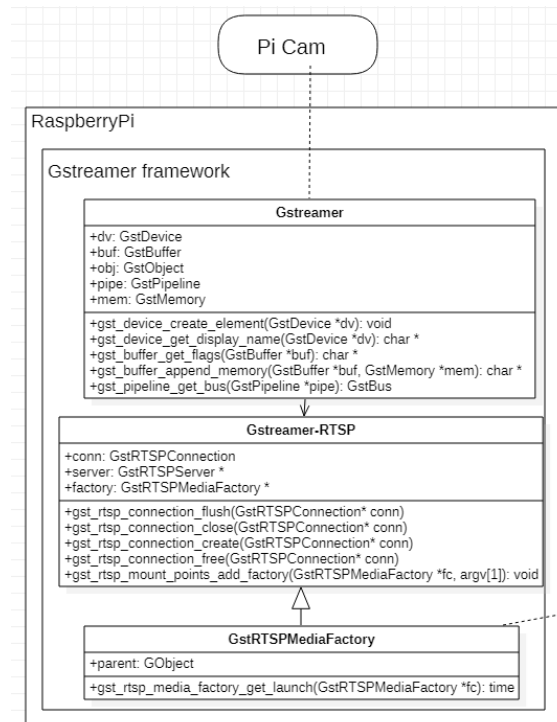 Pi Cam
RaspberryPi
Gstreamer framework
Gstreamer
+dv: GstDevice
+buf: GstBuffer
+obj: GstObject
+pipe: GstPipeline
+mem: GstMemory
+gst_device_create_element(GstDevice *dv): void
+gst_device_get_display_name(GstDevice *dv): char *
+gst_buffer_get_flags(GstBuffer *buf): char *
+gst_buffer_append_memory(GstBuffer *buf, GstMemory *mem): char *
+gst_pipeline_get_bus(GstPipeline *pipe): GstBus
Gstreamer-RTSP
+conn: GstRTSPConnection
+server: GstRTSPServer *
+factory: GstRTSPMediaFactory *
+gst_rtsp_connection_flush(GstRTSPConnection* conn)
+gst_rtsp_connection_close(GstRTSPConnection* conn)
+gst_rtsp_connection_create(GstRTSPConnection* conn)
+gst_rtsp_connection_free(GstRTSPConnection* conn)
+gst_rtsp_mount_points_add_factory(GstRTSPMediaFactory *fc, argv[1]): void
GstRTSPMediaFactory
+parent: GObject
+gst_rtsp_media_factory_get_launch(GstRTSPMediaFactory *fc): time